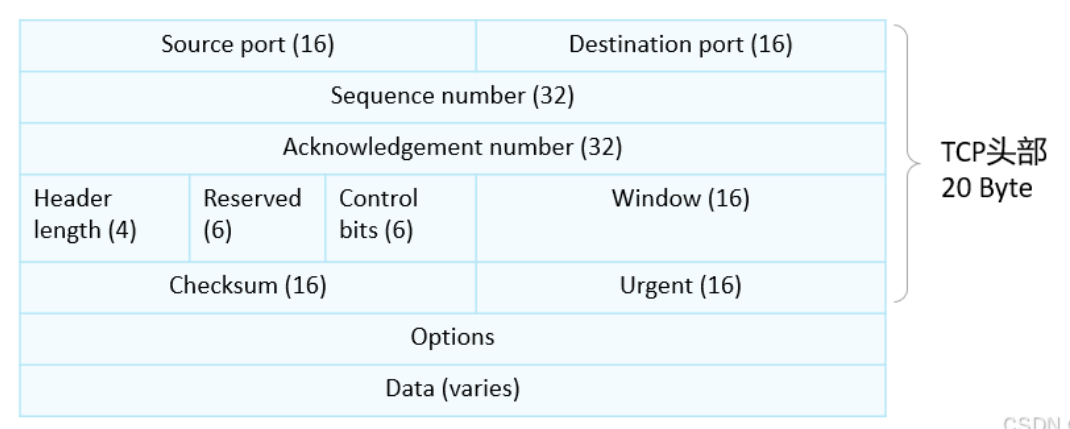 Source port (16)
Destination port (16)
Sequence number (32)
Acknowledgement number (32)
Header
length (4)
Reserved
(6)
Control
bits (6)
Window (16)
Checksum (16)
Urgent (16)
Options
Data (varies)
TCP头部
20 Byte
CSDN